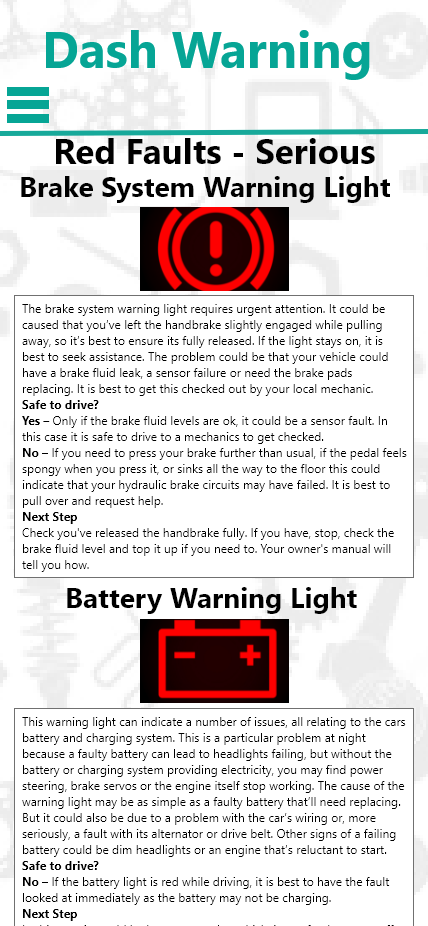 Dash Warning
Red Faults - Serious
Brake System Warning Light
The brake system warning light requires urgent attention. It could be
caused that you've left the handbrake slightly engaged while pulling
away, so it's best to ensure its fully released. If the light stays on, it is
best to seek assistance. The problem could be that your vehicle could
have a brake fluid leak, a sensor failure or need the brake pads
replacing. It is best to get this checked out by your local mechanic.
Safe to drive?
Yes – Only if the brake fluid levels are ok, it could be a sensor fault. In
this case it is safe to drive to a mechanics to get checked.
No – If you need to press your brake further than usual, if the pedal feels
spongy when you press it, or sinks all the way to the floor this could
indicate that your hydraulic brake circuits may have failed. It is best to
pull over and request help.
Next Step
Check you've released the handbrake fully. If you have, stop, check the
brake fluid level and top it up if you need to. Your owner's manual will
tell you how.
Battery Warning Light
This warning light can indicate a number of issues, all relating to the cars
battery and charging system. This is a particular problem at night
because a faulty battery can lead to headlights failing, but without the
battery or charging system providing electricity, you may find power
steering, brake servos or the engine itself stop working. The cause of the
warning light may be as simple as a faulty battery that'll need replacing.
But it could also be due to a problem with the car's wiring or, more
seriously, a fault with its alternator or drive belt. Other signs of a failing
battery could be dim headlights or an engine that's reluctant to start.
Safe to drive?
No – If the battery light is red while driving, it is best to have the fault
looked at immediately as the battery may not be charging.
Next Step